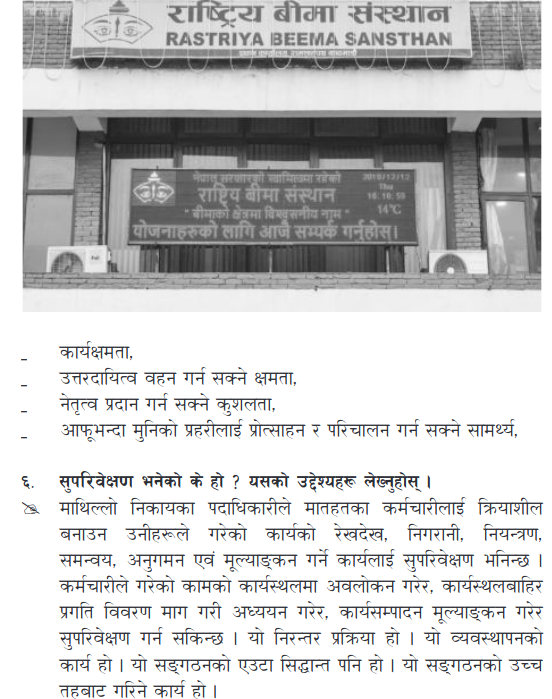 राष्ट्रिय बीमा संस्थान
RASTRIYA BEEMA SANSTHAN
नेपाल सरकारको स्वामित्वमा रहेको
राष्ट्रिय बीमा संस्थान
"बीमाको क्षेत्रमा विश्वसनीय नाम"
योजनाहरुको लागि आजै सम्पर्क गर्नुहोस्।
2019/12/12
Thu
16:16:59
14°C
– कार्यक्षमता,
– उत्तरदायित्व वहन गर्न सक्ने क्षमता,
– नेतृत्व प्रदान गर्न सक्ने कुशलता,
– आफूभन्दा मुनिको प्रहरीलाई प्रोत्साहन र परिचालन गर्न सक्ने सामर्थ्य,
६. सुपरिवेक्षण भनेको के हो ? यसको उद्देश्यहरू लेख्नुहोस् ।
माथिल्लो निकायका पदाधिकारीले मातहतका कर्मचारीलाई क्रियाशील
बनाउन उनीहरूले गरेको कार्यको रेखदेख, निगरानी, नियन्त्रण,
समन्वय, अनुगमन एवं मूल्याङ्कन गर्ने कार्यलाई सुपरिवेक्षण भनिन्छ ।
कर्मचारीले गरेको कामको कार्यस्थलमा अवलोकन गरेर, कार्यस्थलबाहिर
प्रगति विवरण माग गरी अध्ययन गरेर, कार्यसम्पादन मूल्याङ्कन गरेर
सुपरिवेक्षण गर्न सकिन्छ । यो निरन्तर प्रक्रिया हो । यो व्यवस्थापनको
कार्य हो । यो सङ्गठनको एउटा सिद्धान्त पनि हो । यो सङ्गठनको उच्च
तहबाट गरिने कार्य हो ।